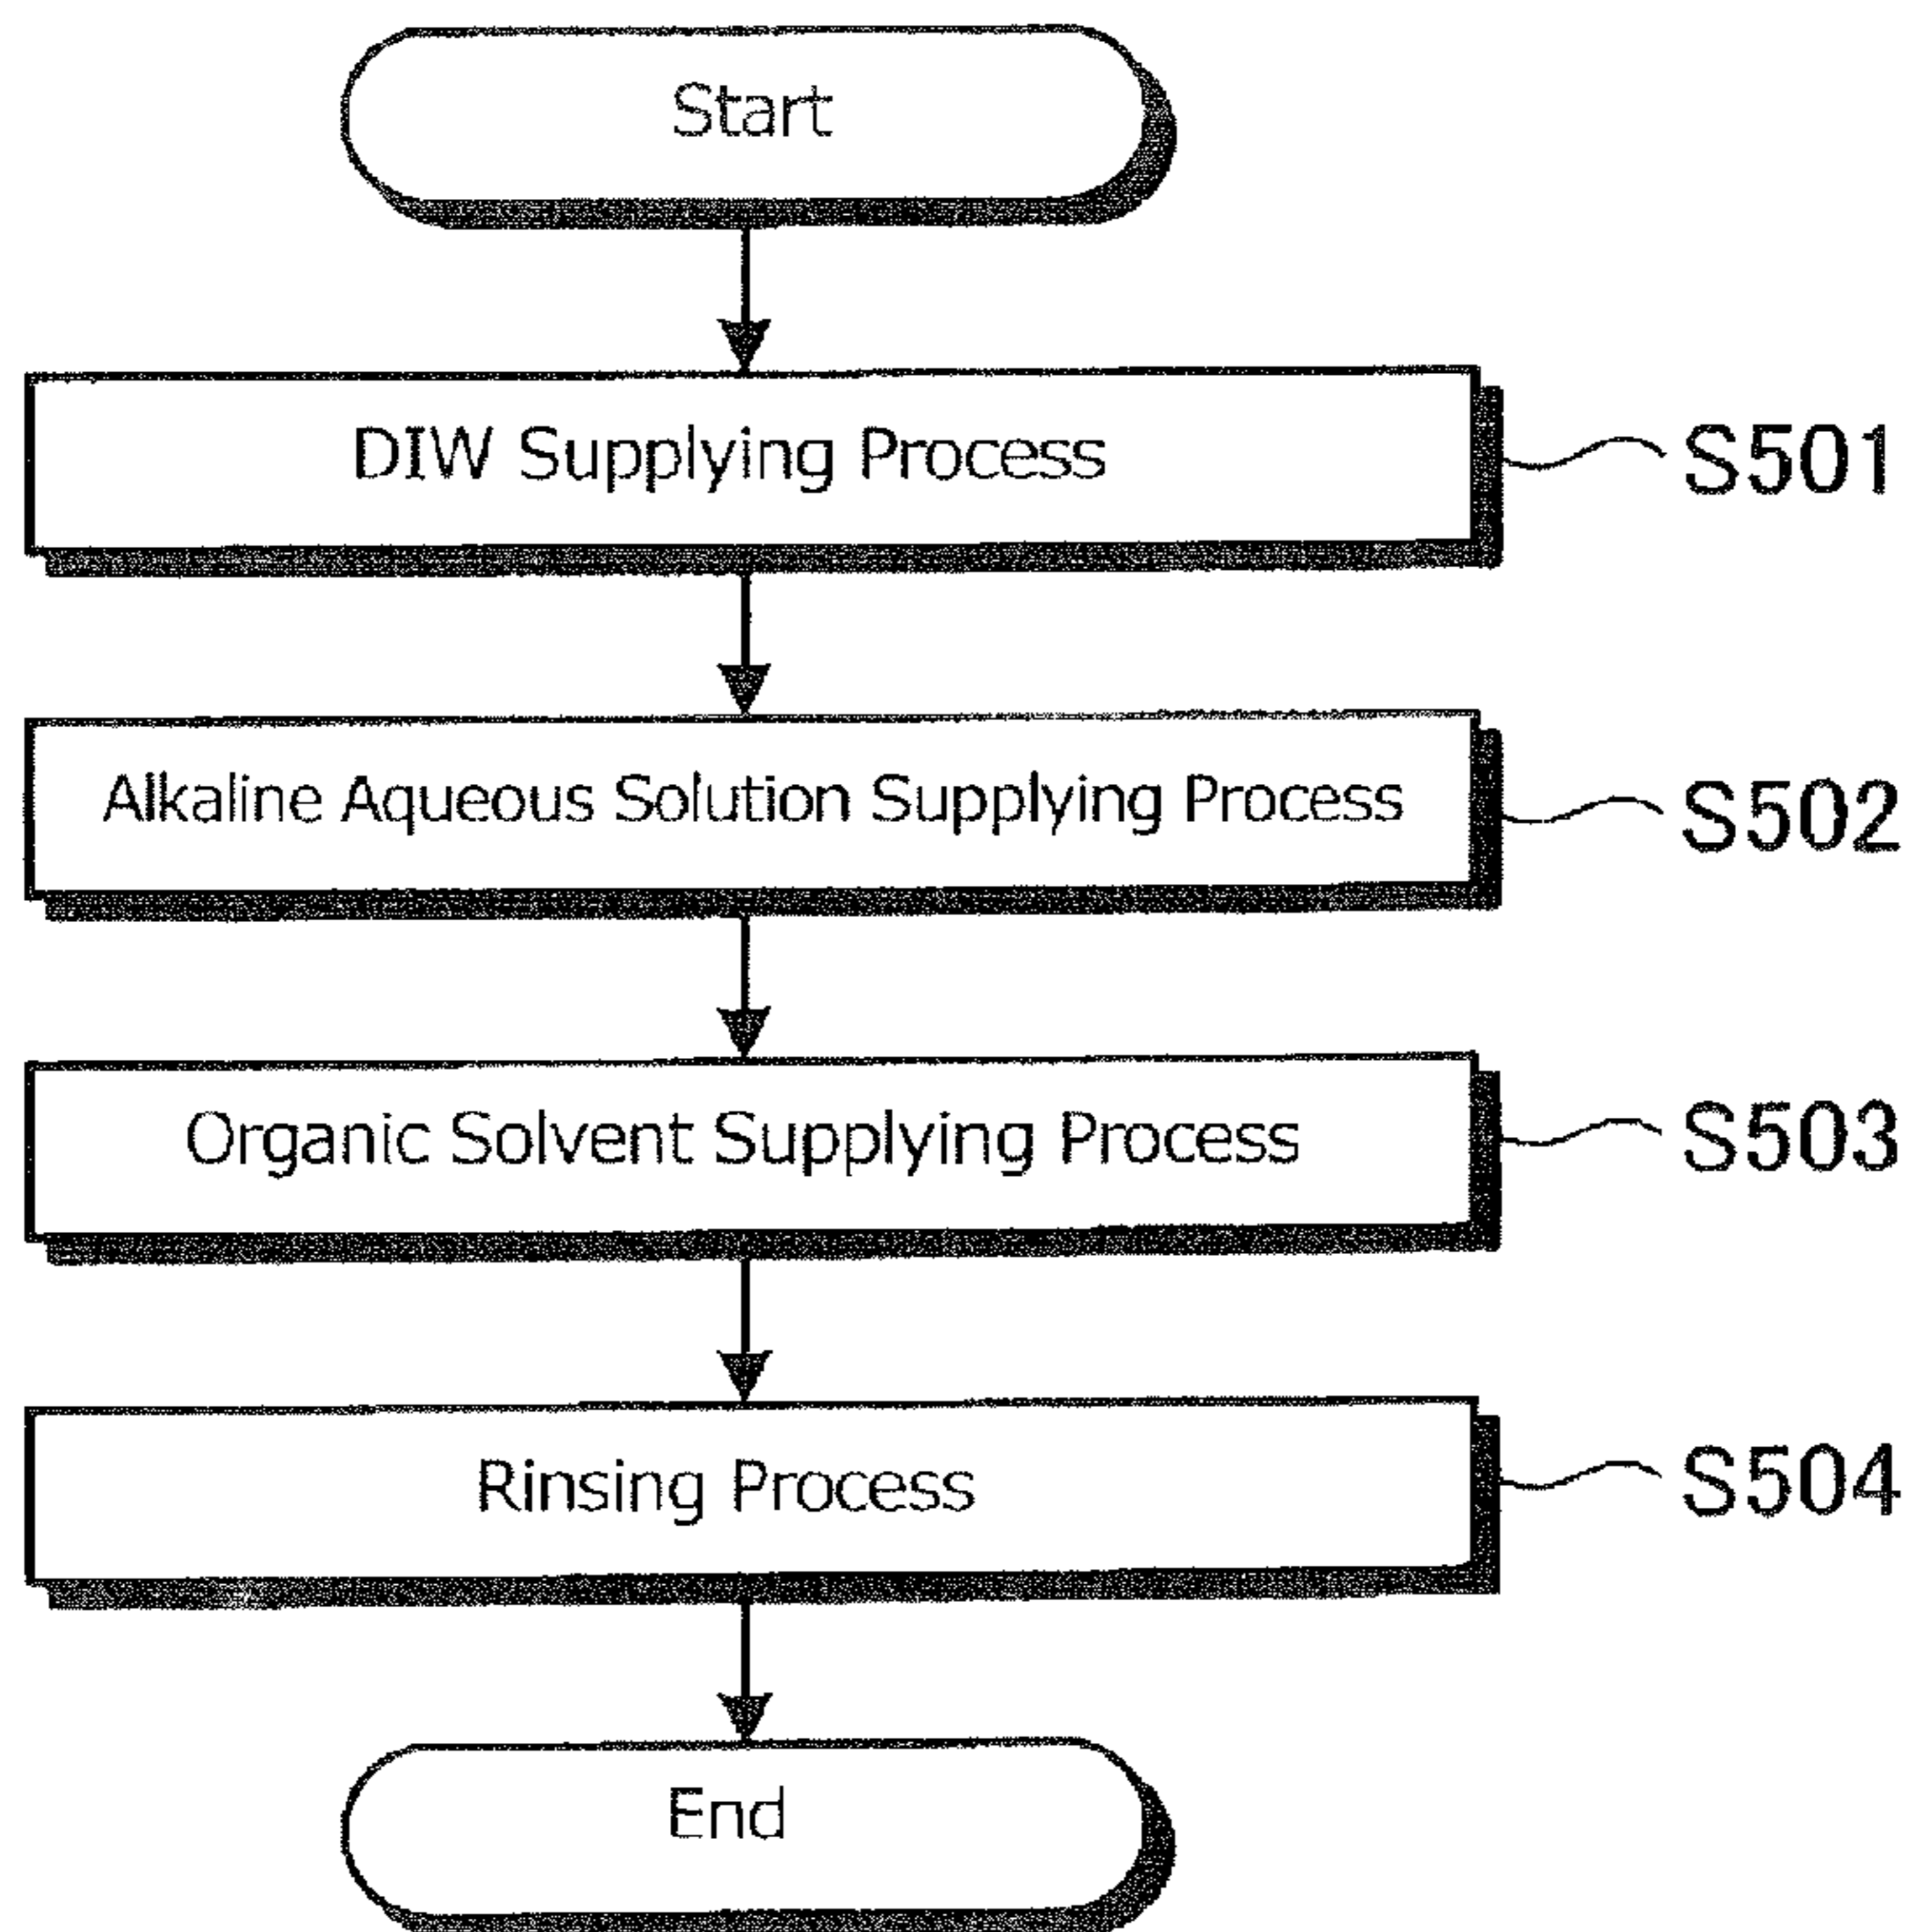 Start
DIW Supplying Process
S501
Alkaline Aqueous Solution Supplying Process
S502
Organic Solvent Supplying Process
S503
Rinsing Process
S504
End